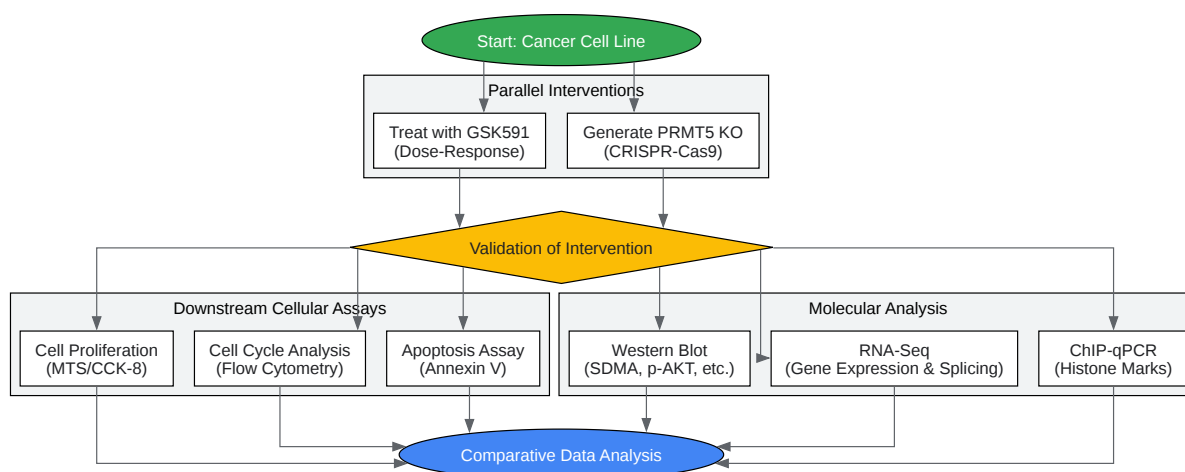 Start: Cancer Cell Line
Parallel Interventions
Treat with GSK591
(Dose-Response)
Generate PRMT5 KO
(CRISPR-Cas9)
Validation of Intervention
Downstream Cellular Assays
Molecular Analysis
Cell Proliferation
(MTS/CCK-8)
Cell Cycle Analysis
(Flow Cytometry)
Apoptosis Assay
(Annexin V)
Western Blot
(SDMA, p-AKT, etc.)
RNA-Seq
(Gene Expression & Splicing)
ChIP-qPCR
(Histone Marks)
Comparative Data Analysis